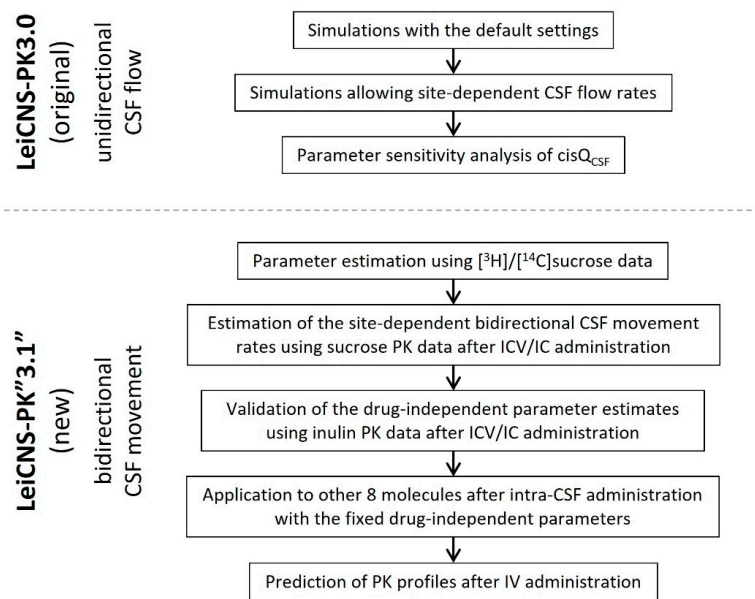 LeiCNS-PK3.0
(original)
unidirectional
CSF flow
Simulations with the default settings
Simulations allowing site-dependent CSF flow rates
Parameter sensitivity analysis of cisQCSF
LeiCNS-PK”3.1”
(new)
bidirectional
CSF movement
Parameter estimation using [³H]/[¹⁴C]sucrose data
Estimation of the site-dependent bidirectional CSF movement
rates using sucrose PK data after ICV/IC administration
Validation of the drug-independent parameter estimates
using inulin PK data after ICV/IC administration
Application to other 8 molecules after intra-CSF administration
with the fixed drug-independent parameters
Prediction of PK profiles after IV administration